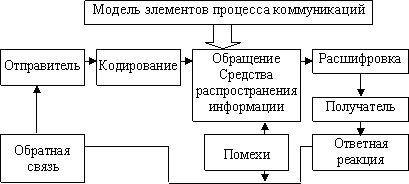 Модель элементов процесса коммуникаций
Отправитель
Кодирование
Обращение
Средства
распространения
информации
Расшифровка
Получатель
Обратная
связь
Помехи
Ответная
реакция